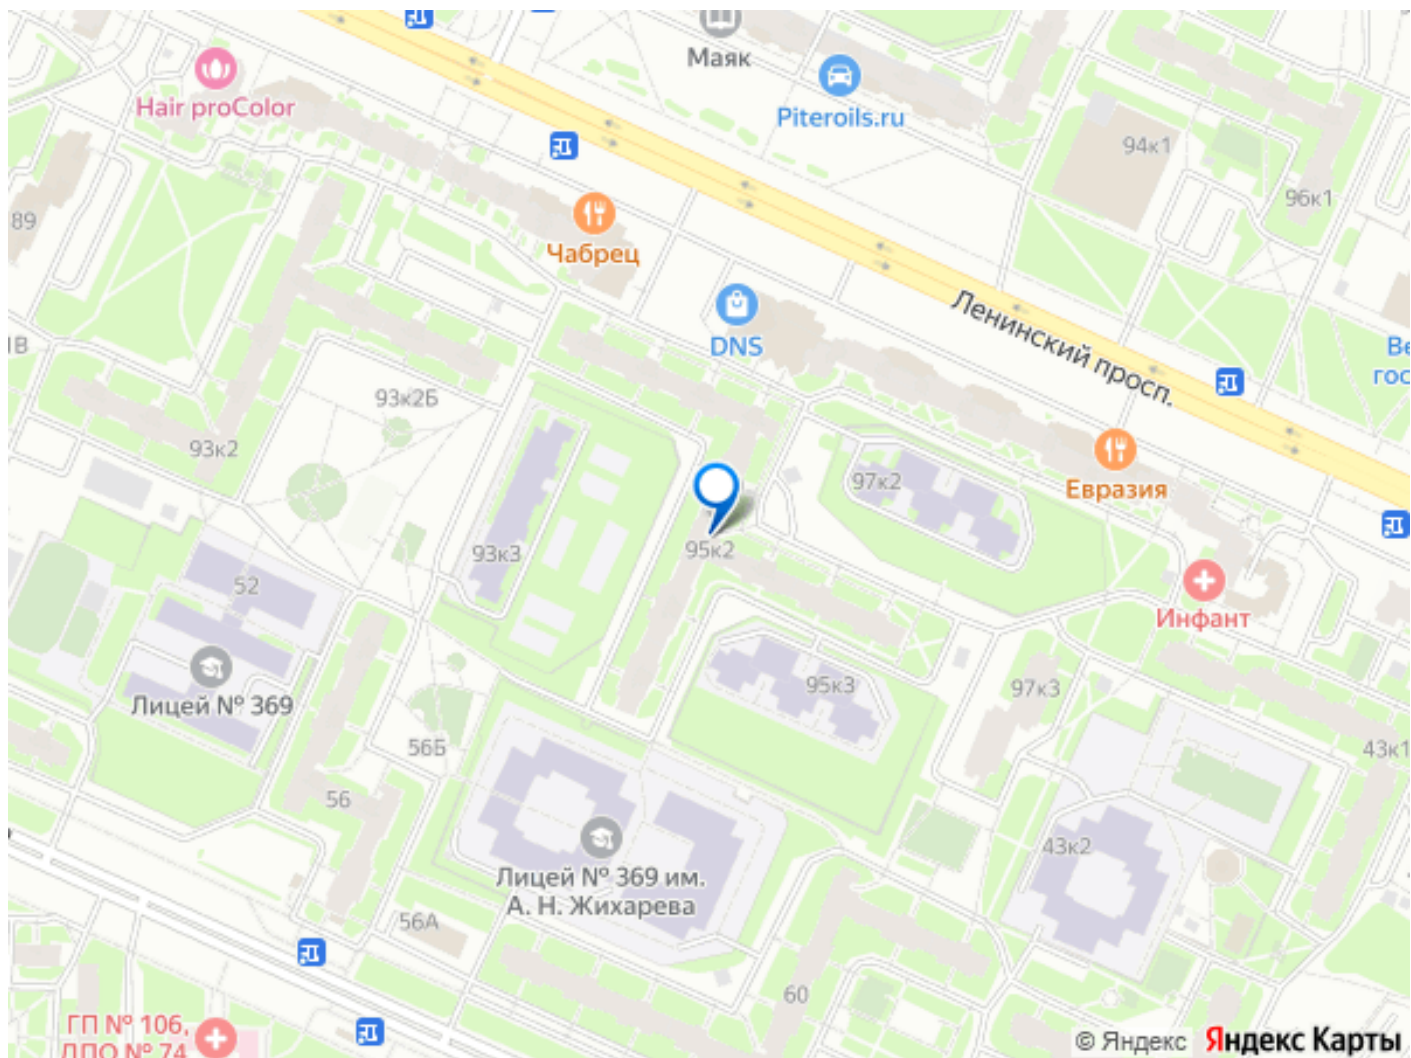 Маяк
Hair proColor
Piteroils.ru
94к1
96к1
89
Чабрец
DNS
Ленинский просп.
1В
93к2Б
93к2
97к2
Евразия
93к3
95к2
52
Инфант
Лицей № 369
95к3
97к3
56Б
43к1
56
43к2
Лицей № 369 им.
А. Н. Жихарева
56А
60
ГП № 106,
ДПО № 74
© Яндекс Яндекс Карты